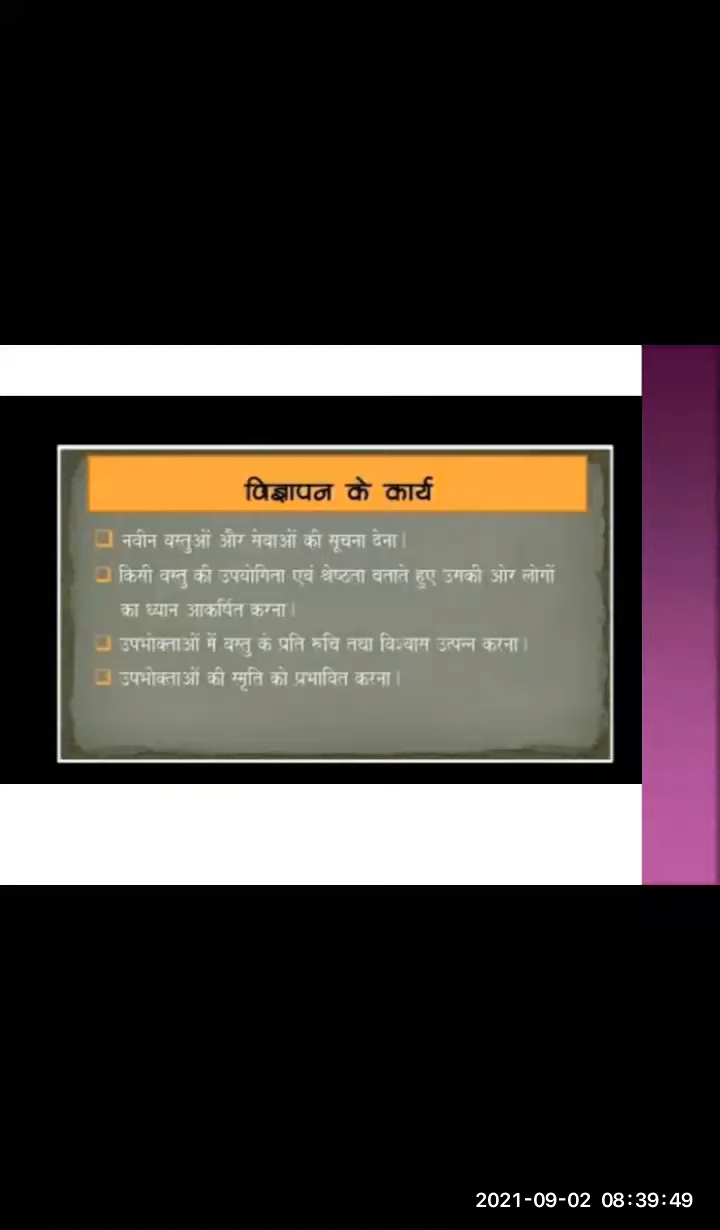 विज्ञापन के कार्य
नवीन वस्तुओं और सेवाओं की सूचना देना।
किसी वस्तु की उपयोगिता एवं श्रेष्ठता बताते हुए उसकी ओर लोगों
का ध्यान आकर्षित करना।
उपभोक्ताओं में वस्तु के प्रति रुचि तथा विश्वास उत्पन्न करना।
उपभोक्ताओं की स्मृति को प्रभावित करना।
2021-09-02 08:39:49